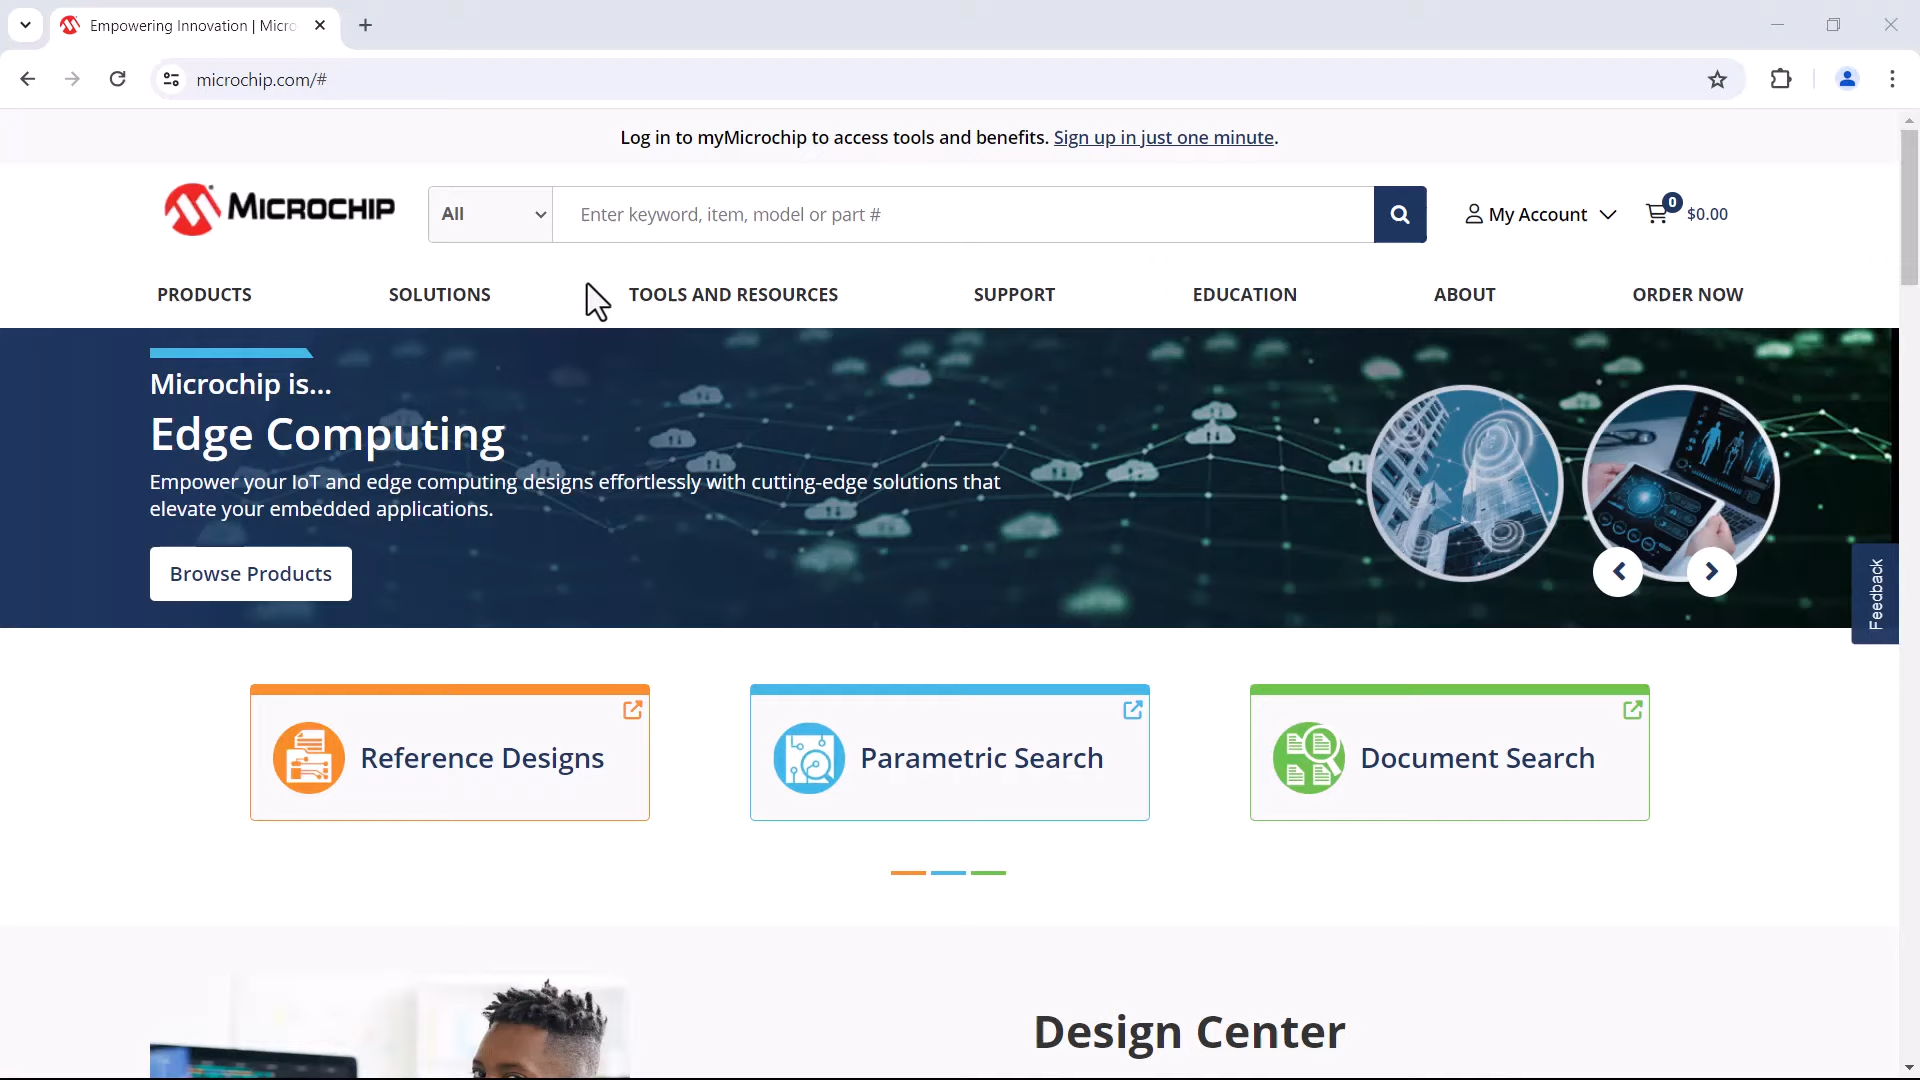 Empowering Innovation | Micro
microchip.com/#
Log in to myMicrochip to access tools and benefits. Sign up in just one minute.
MICROCHIP
All
Enter keyword, item, model or part #
My Account
0
$0.00
PRODUCTS
SOLUTIONS
TOOLS AND RESOURCES
SUPPORT
EDUCATION
ABOUT
ORDER NOW
Microchip is...
Edge Computing
Empower your IoT and edge computing designs effortlessly with cutting-edge solutions that
elevate your embedded applications.
Browse Products
Feedback
Reference Designs
Parametric Search
Document Search
Design Center